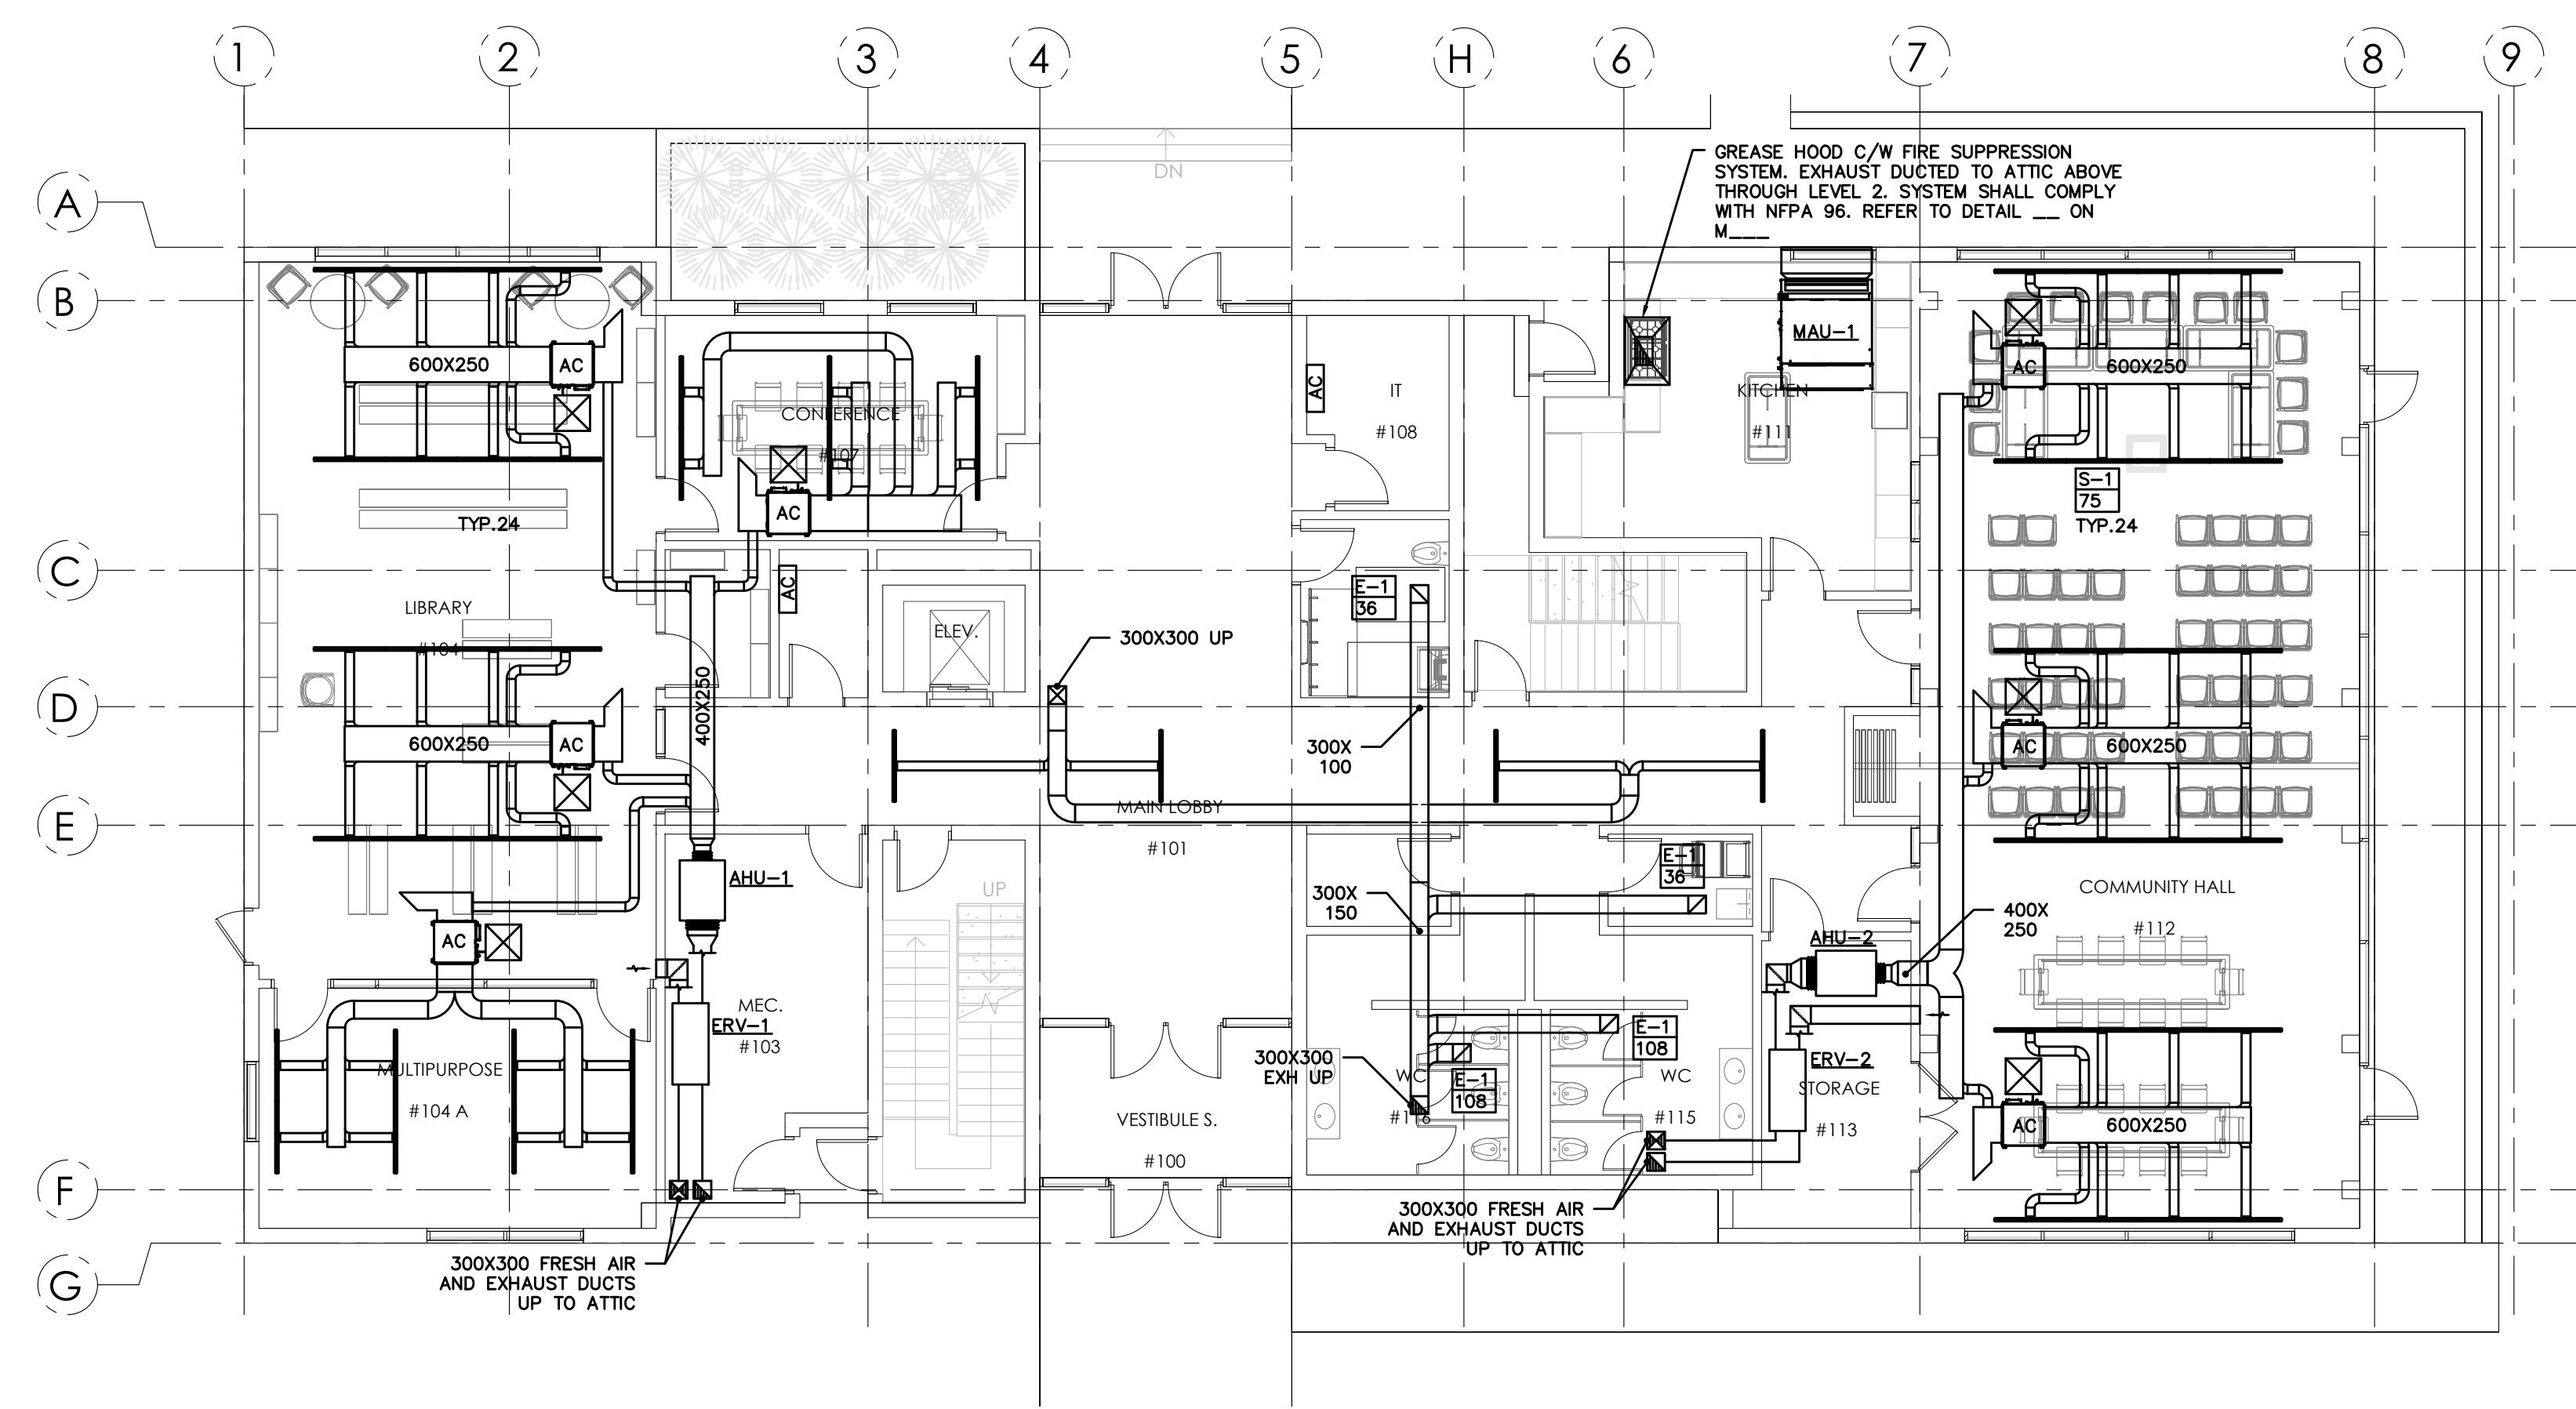 1
2
3
4
5
H
6
7
8
9
A
B
C
D
E
F
G
DN
GREASE HOOD C/W FIRE SUPPRESSION
SYSTEM. EXHAUST DUCTED TO ATTIC ABOVE
THROUGH LEVEL 2. SYSTEM SHALL COMPLY
WITH NFPA 96. REFER TO DETAIL __ ON
M___
600X250
AC
CONFERENCE
#107
AC
AC
IT
#108
MAU-1
KITCHEN
#111
AC
600X250
S-1
75
TYP.24
TYP.24
LIBRARY
#104
AC
ELEV.
300X300 UP
E-1
36
400X250
600X250
AC
300X
100
AC
600X250
MAIN LOBBY
#101
AHU-1
UP
300X
150
E-1
36
COMMUNITY HALL
#112
400X
250
AHU-2
AC
MEC.
ERV-1
#103
MULTIPURPOSE
#104 A
300X300
EXH UP
WC
#116
E-1
108
E-1
108
WC
#115
ERV-2
STORAGE
#113
AC
600X250
VESTIBULE S.
#100
300X300 FRESH AIR
AND EXHAUST DUCTS
UP TO ATTIC
300X300 FRESH AIR
AND EXHAUST DUCTS
UP TO ATTIC